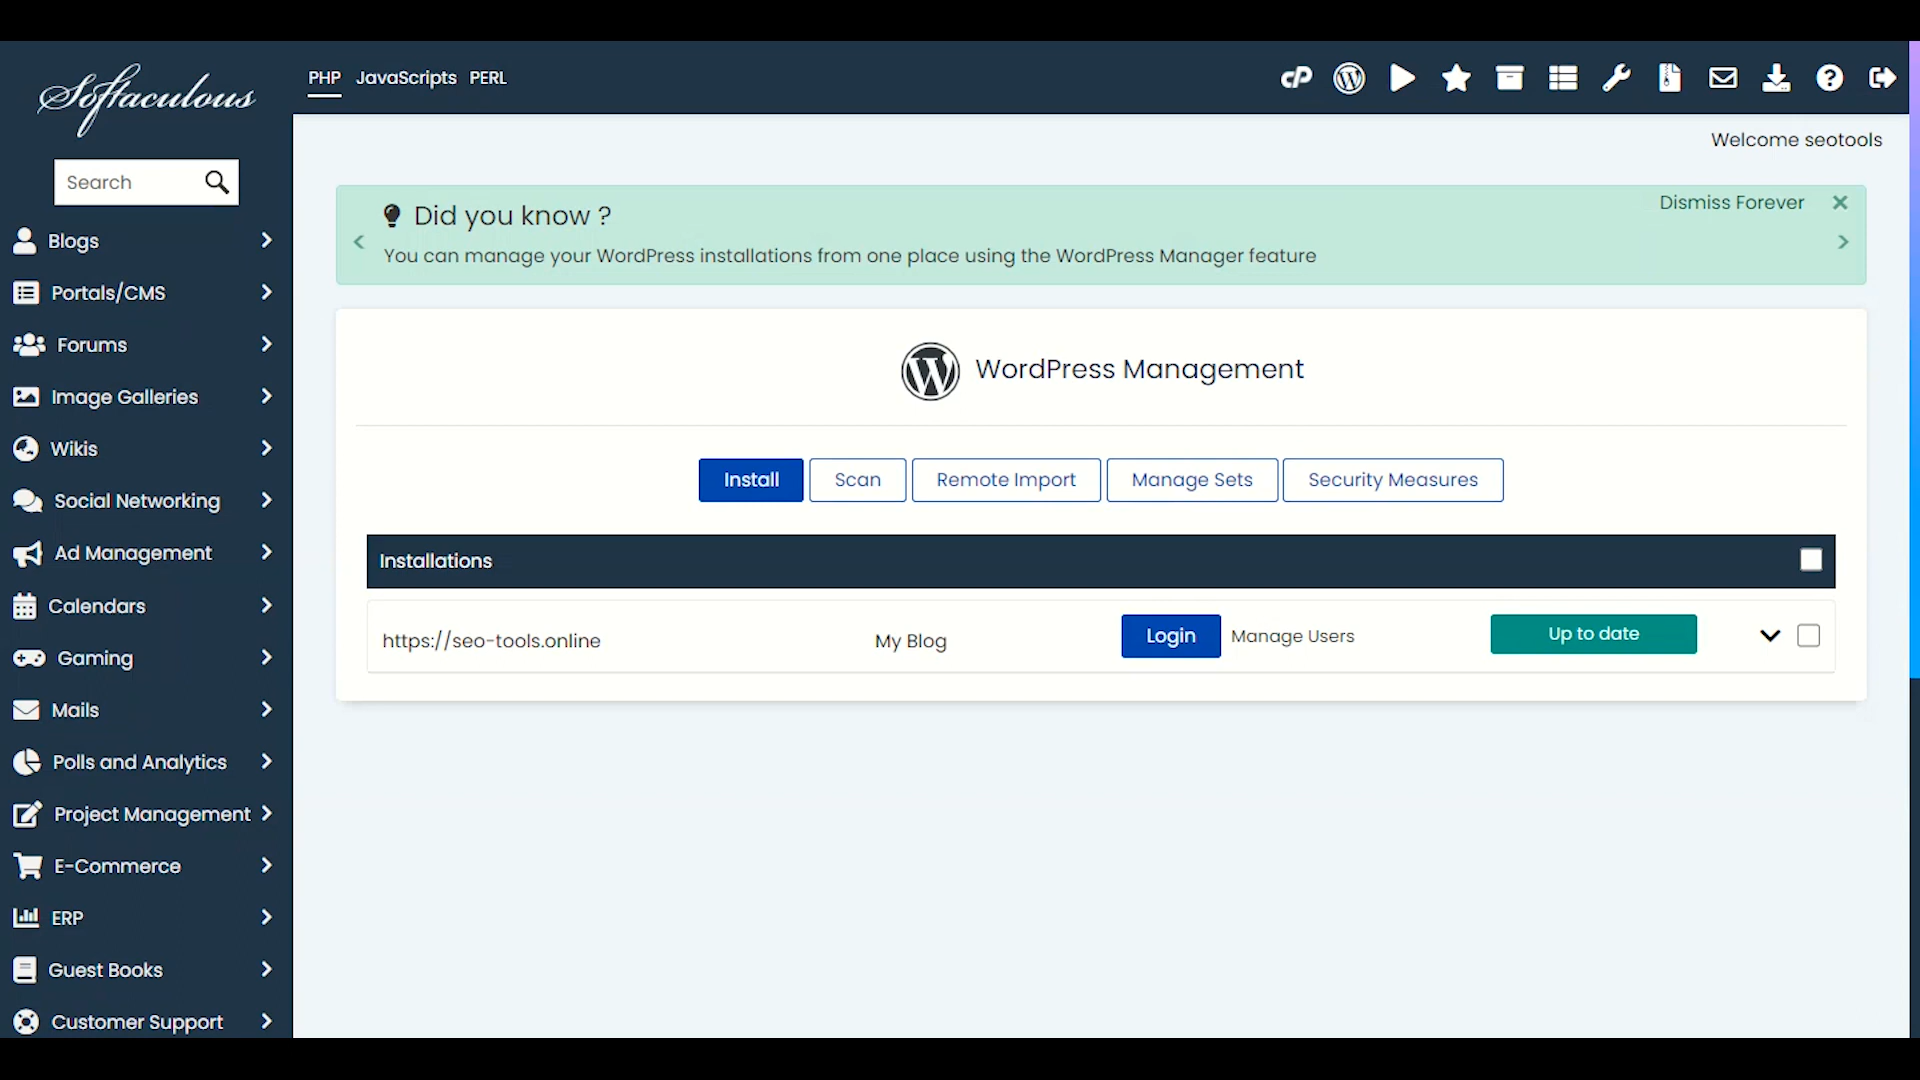 Softaculous
PHP JavaScripts PERL
Welcome seotools
Search
Blogs
Portals/CMS
Forums
Image Galleries
Wikis
Social Networking
Ad Management
Calendars
Gaming
Mails
Polls and Analytics
Project Management
E-Commerce
ERP
Guest Books
Customer Support
Did you know ?
Dismiss Forever
You can manage your WordPress installations from one place using the WordPress Manager feature
WordPress Management
Install Scan Remote Import Manage Sets Security Measures
Installations
https://seo-tools.online My Blog Login Manage Users Up to date